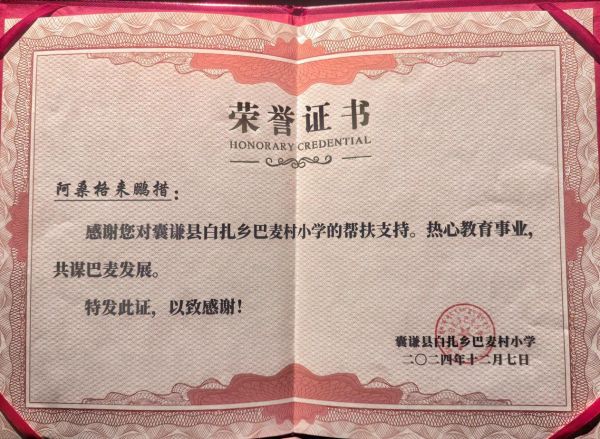 荣誉证书
HONORARY CREDENTIAL
阿桑格来鹏措：
感谢您对囊谦县白扎乡巴麦村小学的帮扶支持。热心教育事业，
共谋巴麦发展。
特发此证，以致感谢！
囊谦县白扎乡巴麦村小学
二〇二四年十二月七日